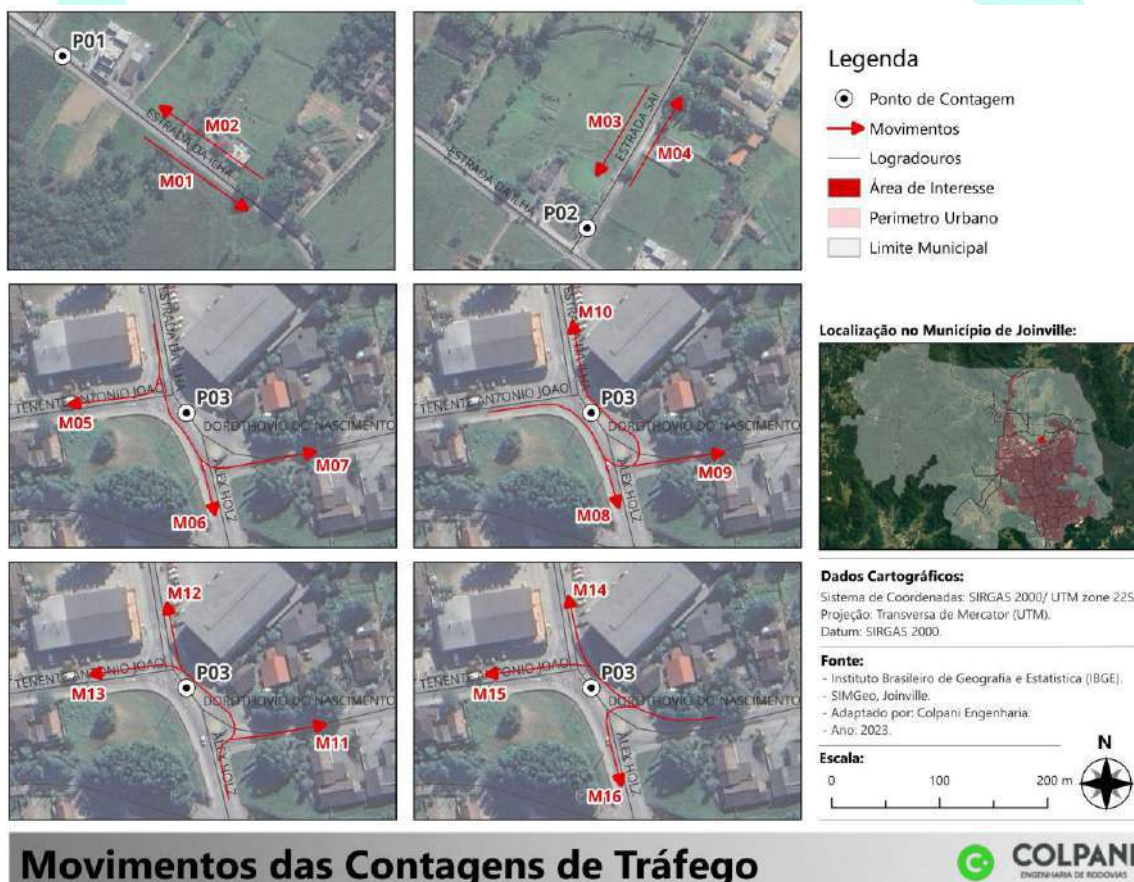 P01
M02
ESTRADA DA ILHA
M01
M03
ESTRADA SAI
M04
ESTRADA DA ILHA
P02
Legenda
Ponto de Contagem
Movimentos
Logradouros
Área de Interesse
Perimetro Urbano
Limite Municipal
ESTRADA DA ILHA
TENENTE ANTONIO JOAO
P03
M05
DOROTHOVIO DO NASCIMENTO
M07
ALEX HOLZ
M06
M10
ESTRADA DA ILHA
TENENTE ANTONIO JOAO
P03
DOROTHOVIO DO NASCIMENTO
M09
ALEX HOLZ
M08
Localização no Município de Joinville:
M12
TENENTE ANTONIO JOAO
P03
M13
DOROTHOVIO DO NASCIMENTO
M11
ALEX HOLZ
M14
TENENTE ANTONIO JOAO
P03
M15
DOROTHOVIO DO NASCIMENTO
ALEX HOLZ
M16
Dados Cartográficos:
Sistema de Coordenadas: SIRGAS 2000/ UTM zone 22S
Projeção: Transversa de Mercator (UTM).
Datum: SIRGAS 2000.
Fonte:
- Instituto Brasileiro de Geografia e Estatistica (IBGE).
- SIMGeo, Joinville.
- Adaptado por: Colpani Engenharia.
- Ano: 2023.
Escala:
0 100 200 m
N
Movimentos das Contagens de Tráfego
COLPANI
ENGENHARIA DE RODOVIAS